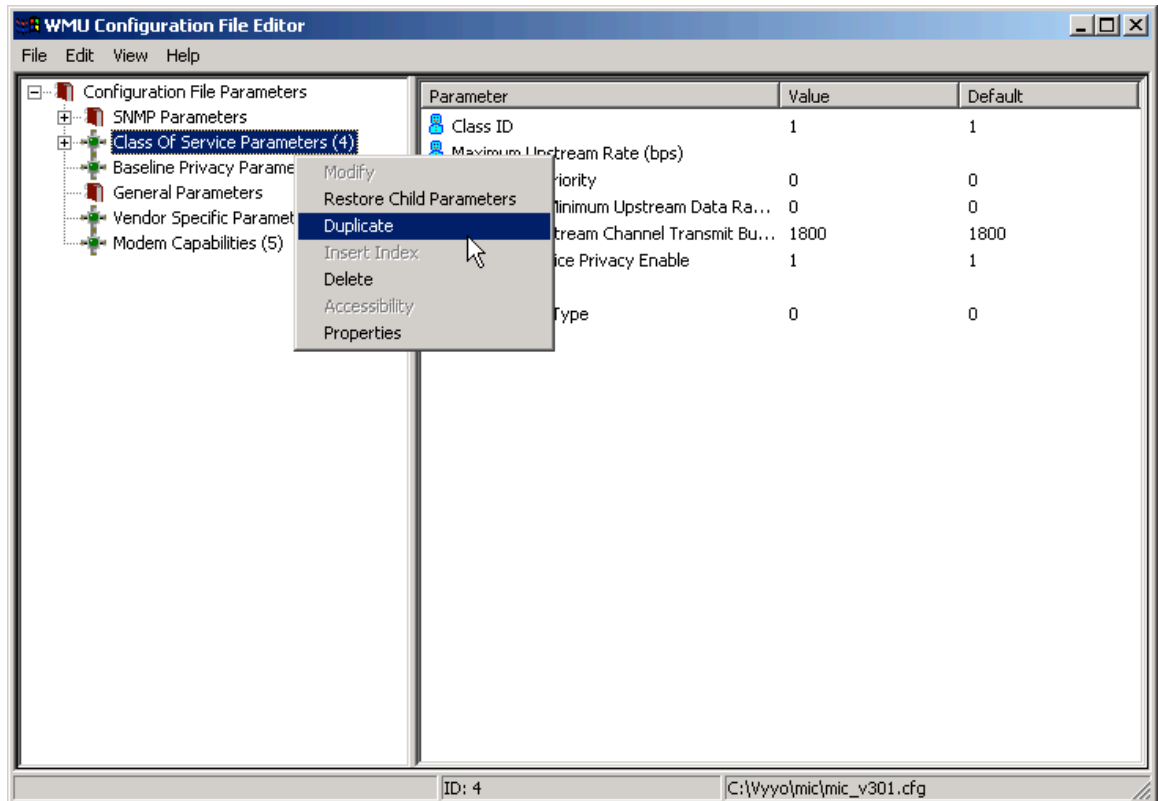 WMU Configuration File Editor
File Edit View Help
Configuration File Parameters
SNMP Parameters
Class Of Service Parameters (4)
Baseline Privacy Parame
General Parameters
Vendor Specific Paramet
Modem Capabilities (5)
Modify
Restore Child Parameters
Duplicate
Insert Index
Delete
Accessibility
Properties
Parameter Value Default
Class ID 1 1
Maximum Upstream Rate (bps)
riority 0 0
Minimum Upstream Data Ra... 0 0
tream Channel Transmit Bu... 1800 1800
ice Privacy Enable 1 1
Type 0 0
ID: 4 C:\Vyyo\mic\mic_v301.cfg